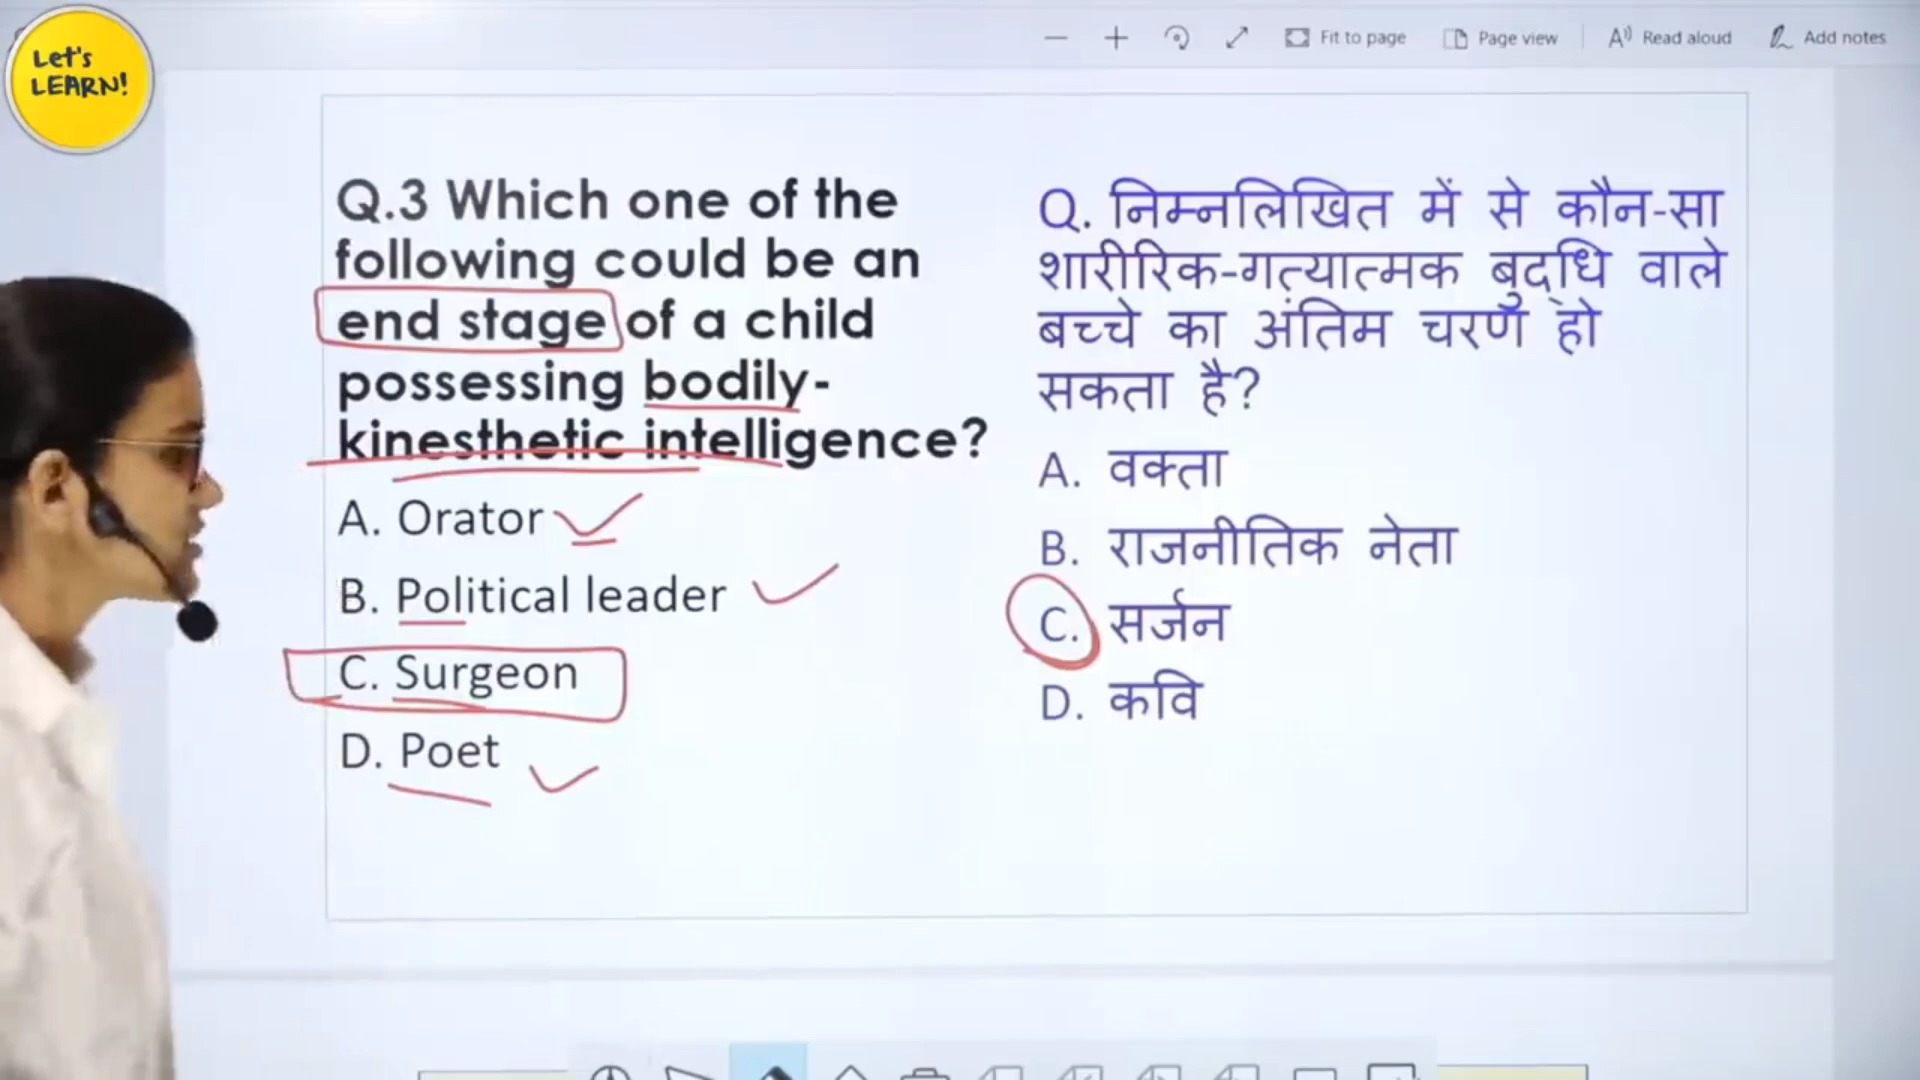 Let's
LEARN!
Fit to page
Page view
Read aloud
Add notes
Q.3 Which one of the
following could be an
end stage of a child
possessing bodily-
kinesthetic intelligence?
A. Orator
B. Political leader
C. Surgeon
D. Poet
Q. निम्नलिखित में से कौन-सा
शारीरिक-गत्यात्मक बुद्धि वाले
बच्चे का अंतिम चरण हो
सकता है?
A. वक्ता
B. राजनीतिक नेता
C. सर्जन
D. कवि